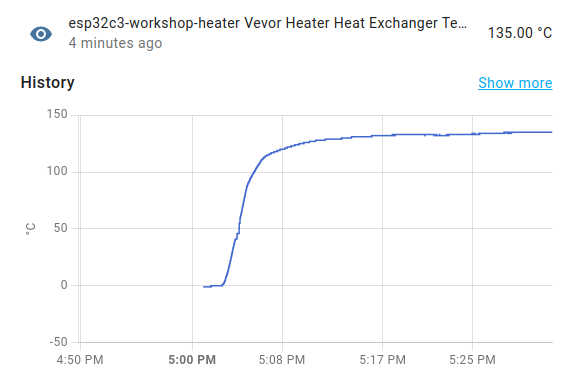 esp32c3-workshop-heater Vevor Heater Heat Exchanger Te...
135.00 °C
4 minutes ago
History
Show more
150
100
50
0
-50
°C
4:50 PM
5:00 PM
5:08 PM
5:17 PM
5:25 PM